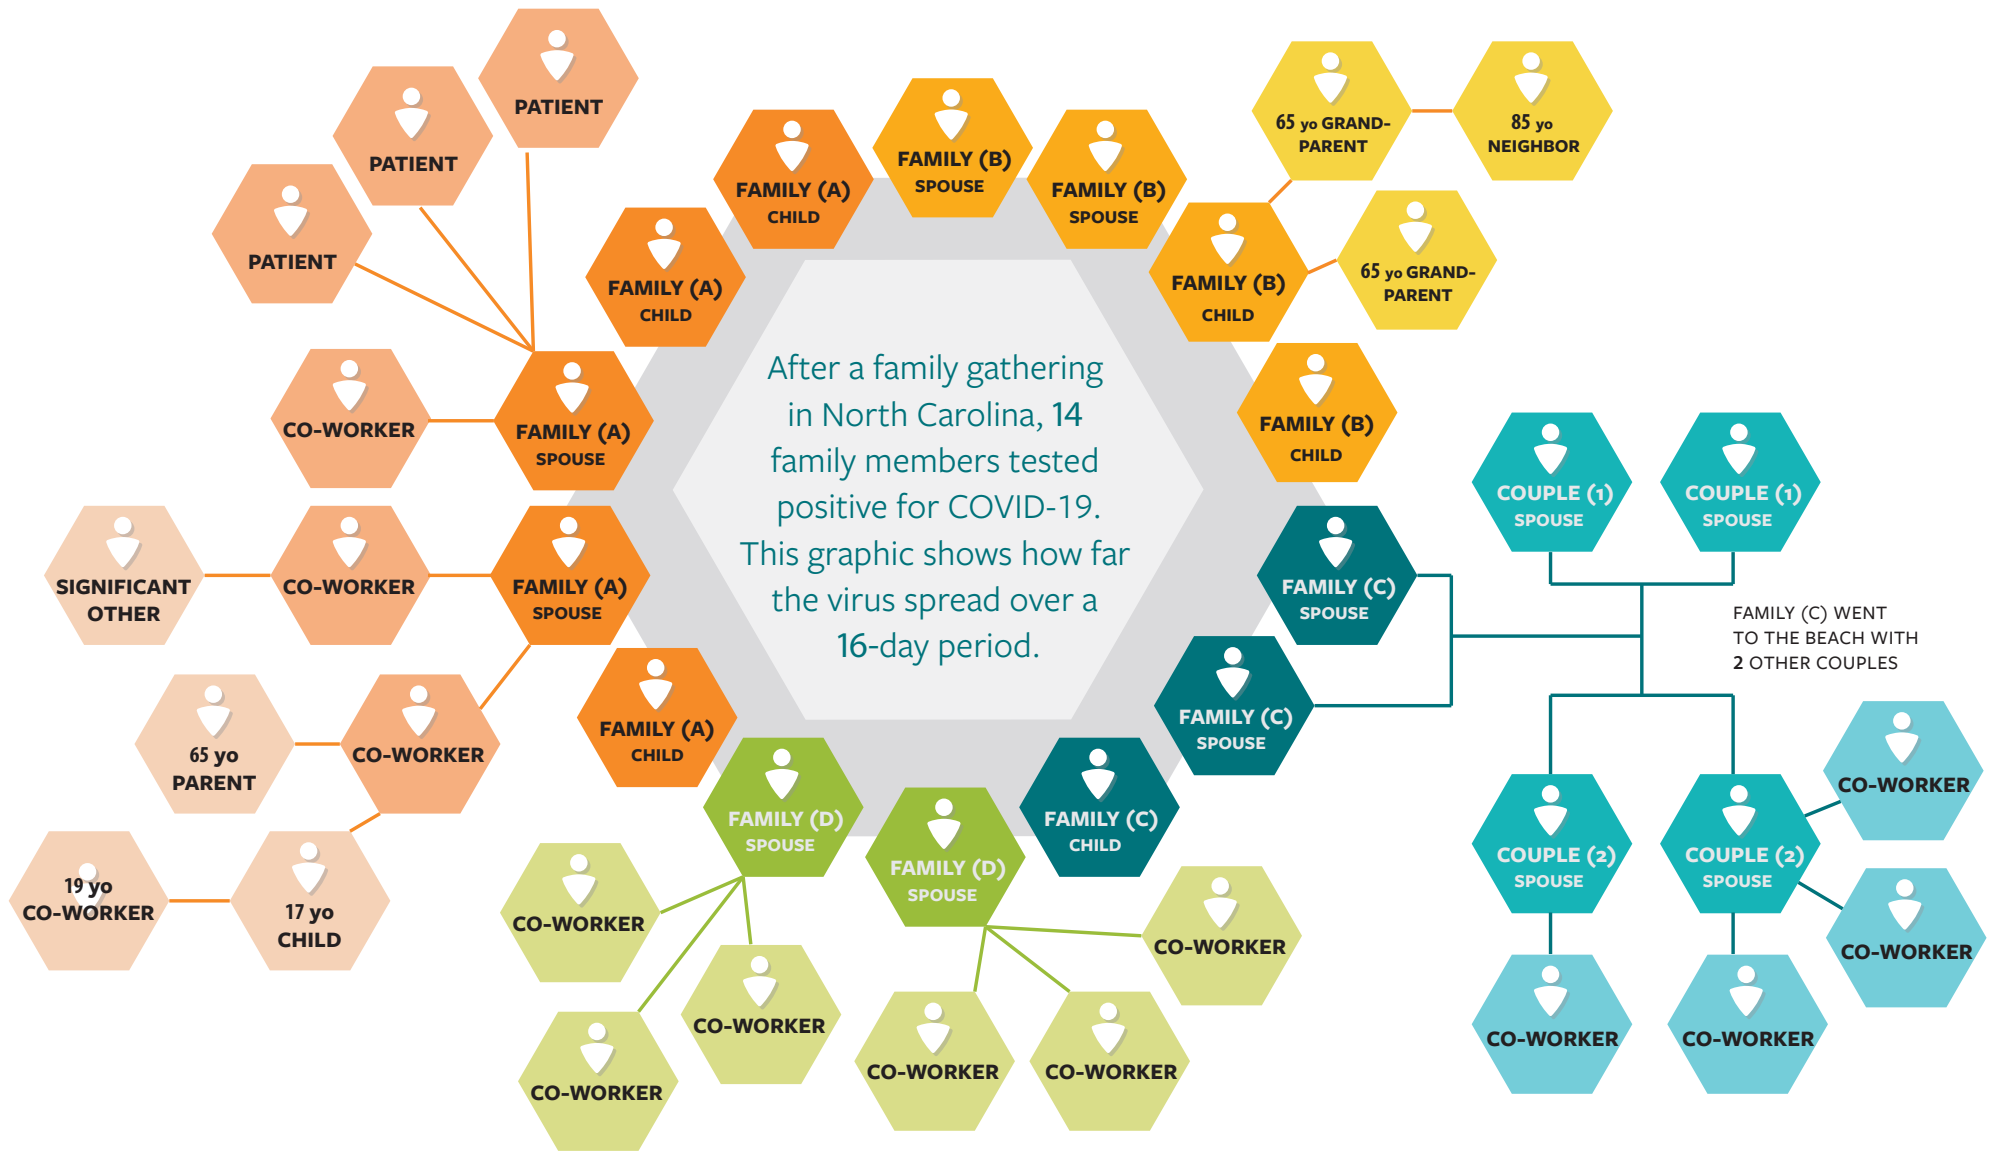 PATIENT
PATIENT
PATIENT
FAMILY (A)
CHILD
FAMILY (A)
CHILD
FAMILY (B)
SPOUSE
FAMILY (B)
SPOUSE
FAMILY (B)
CHILD
65 yo GRAND-
PARENT
85 yo
NEIGHBOR
65 yo GRAND-
PARENT
FAMILY (B)
CHILD
CO-WORKER
FAMILY (A)
SPOUSE
SIGNIFICANT
OTHER
CO-WORKER
FAMILY (A)
SPOUSE
65 yo
PARENT
CO-WORKER
19 yo
CO-WORKER
17 yo
CHILD
FAMILY (A)
CHILD
After a family gathering
in North Carolina, 14
family members tested
positive for COVID-19.
This graphic shows how far
the virus spread over a
16-day period.
FAMILY (C)
SPOUSE
FAMILY (C)
SPOUSE
FAMILY (C)
CHILD
COUPLE (1)
SPOUSE
COUPLE (1)
SPOUSE
FAMILY (C) WENT
TO THE BEACH WITH
2 OTHER COUPLES
COUPLE (2)
SPOUSE
COUPLE (2)
SPOUSE
CO-WORKER
CO-WORKER
CO-WORKER
CO-WORKER
FAMILY (D)
SPOUSE
FAMILY (D)
SPOUSE
CO-WORKER
CO-WORKER
CO-WORKER
CO-WORKER
CO-WORKER
CO-WORKER